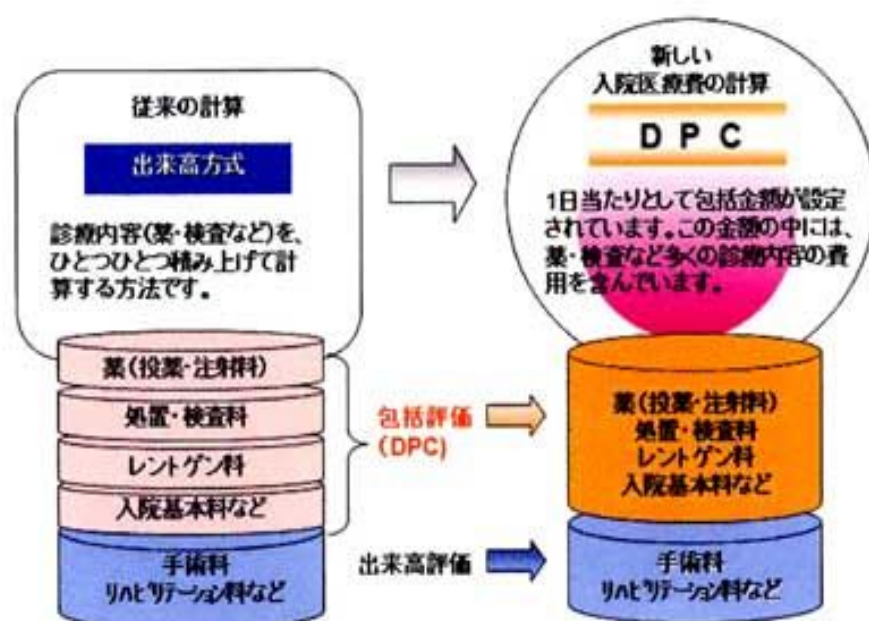 従来の計算
出来高方式
診療内容(薬・検査など)を、
ひとつひとつ積み上げて計
算する方法です。
薬(投薬・注射料)
処置・検査料
レントゲン料
入院基本料など
手術料
リハビリテーション料など
包括評価
(DPC)
出来高評価
新しい
入院医療費の計算
DPC
1日当たりとして包括金額が設定
されています。この金額の中には、
薬・検査など多くの診療内容の費
用を含んでいます。
薬(投薬・注射料)
処置・検査料
レントゲン料
入院基本料など
手術料
リハビリテーション料など